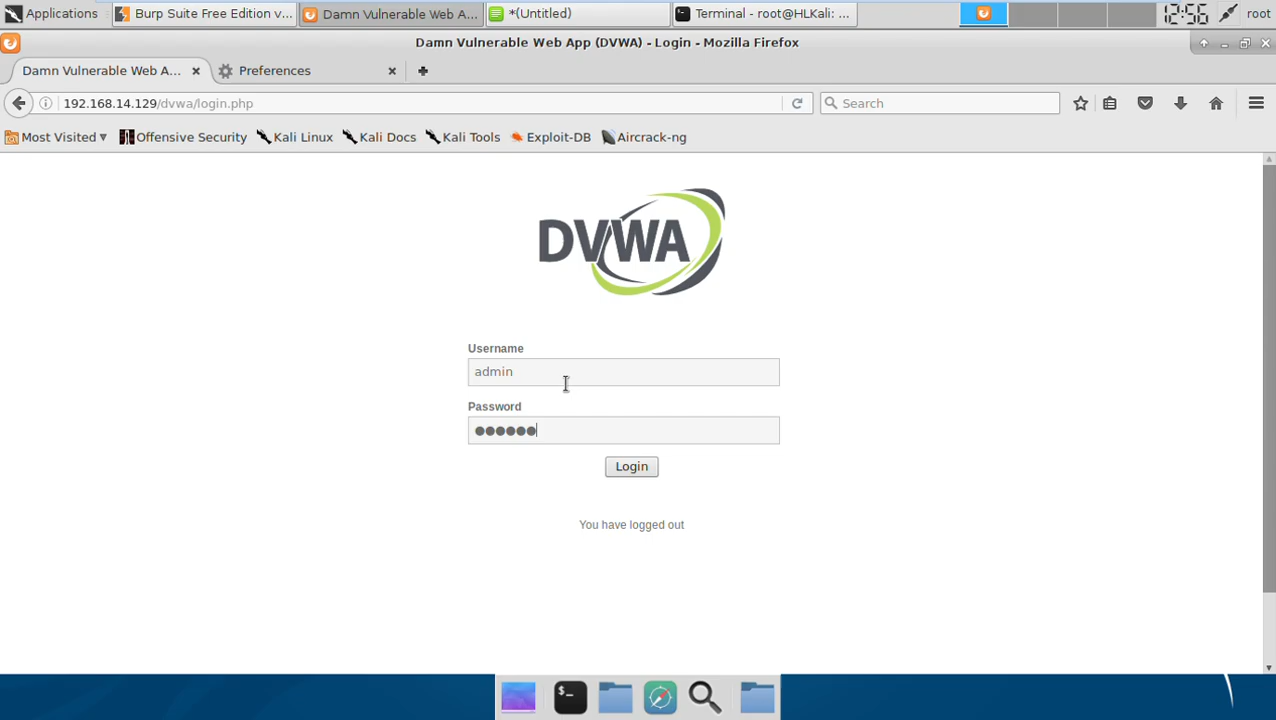 Applications Burp Suite Free Edition v... Damn Vulnerable Web A... *(Untitled) Terminal - root@HLKali: ... 12:56 root
Damn Vulnerable Web App (DVWA) - Login - Mozilla Firefox
Damn Vulnerable Web A... Preferences
192.168.14.129/dvwa/login.php Search
Most Visited Offensive Security Kali Linux Kali Docs Kali Tools Exploit-DB Aircrack-ng
DVWA
Username
admin
Password
●●●●●●
Login
You have logged out
$_